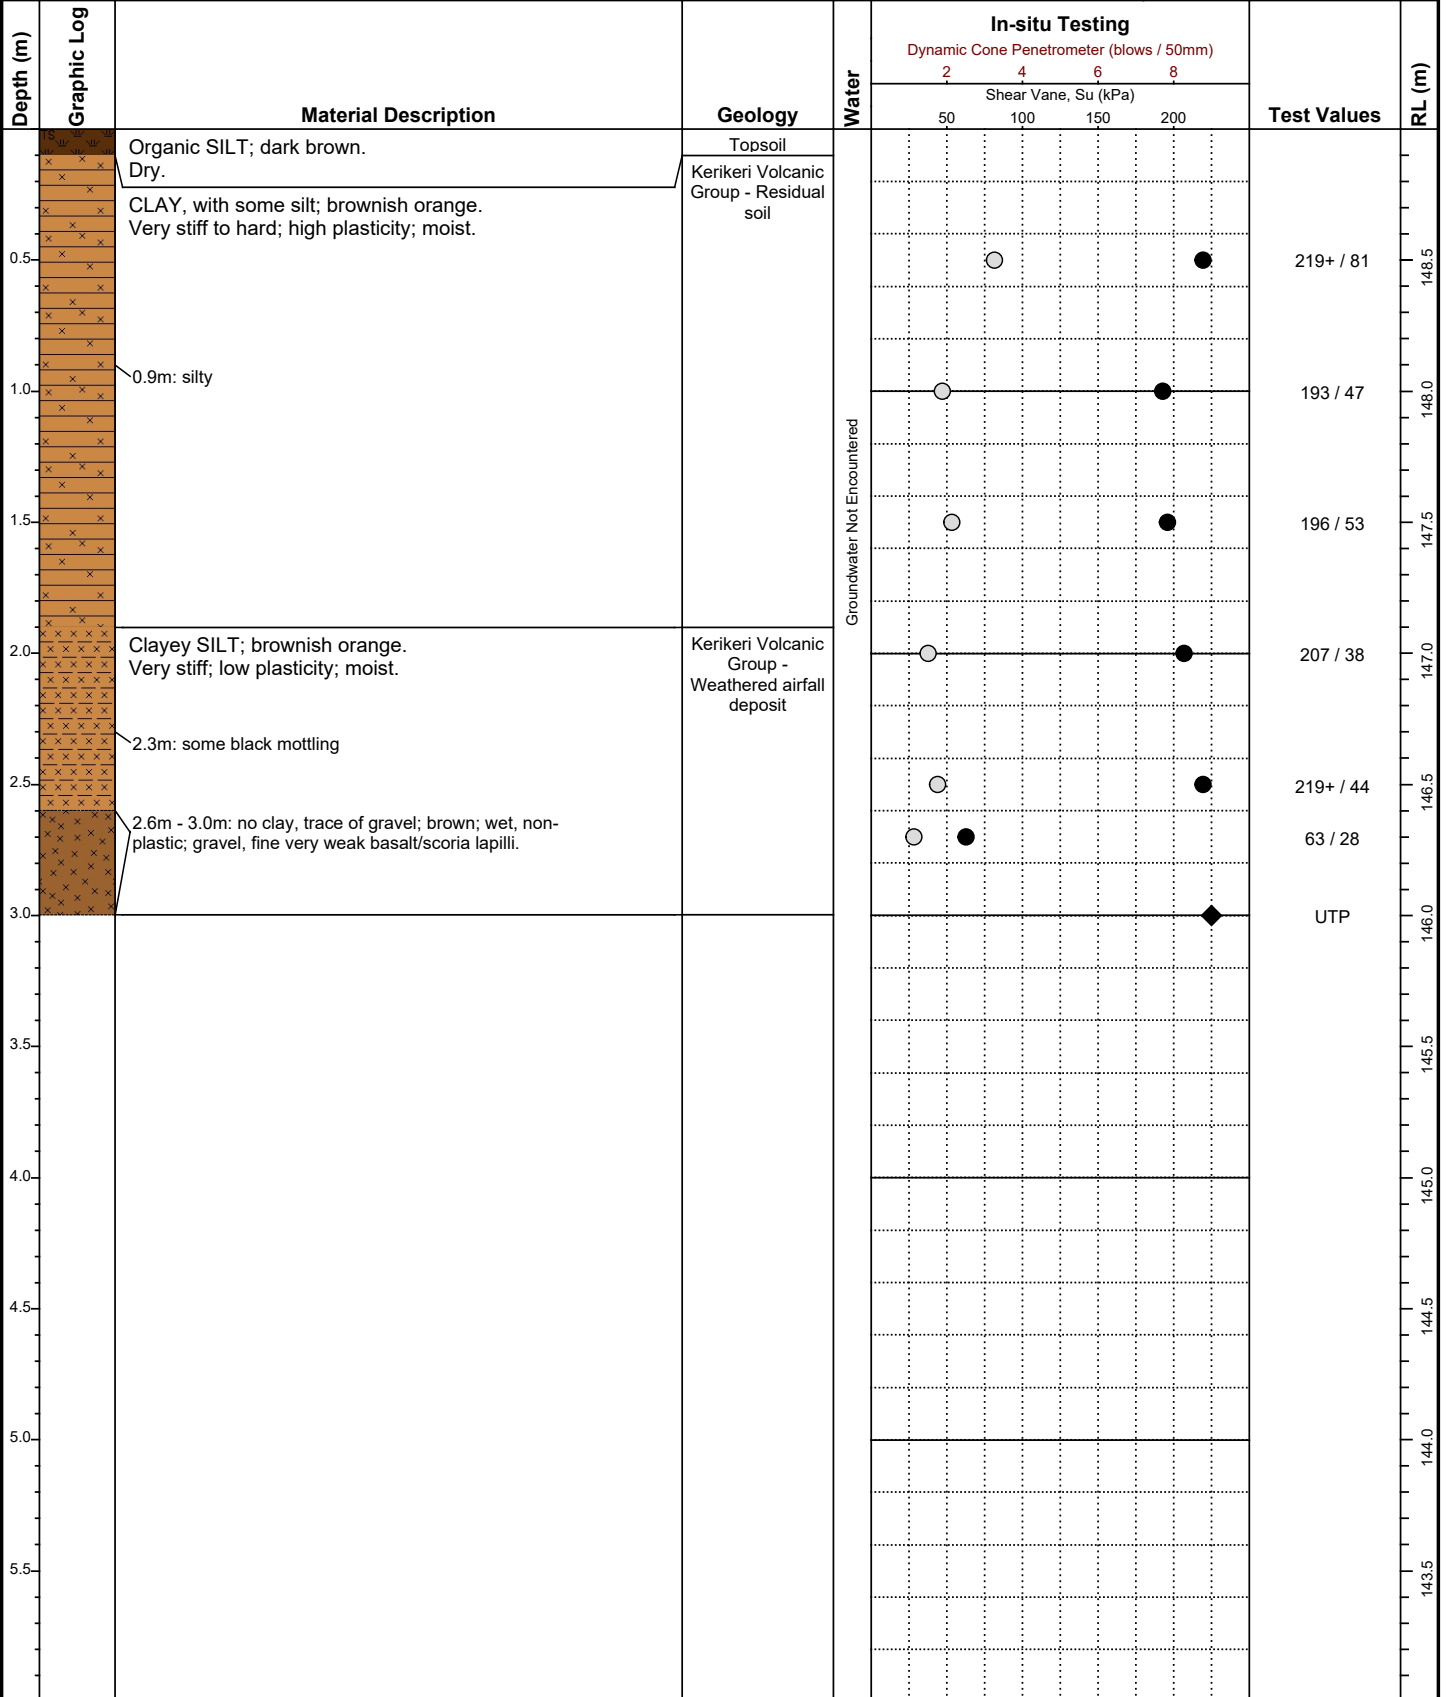 Depth (m)
Graphic Log
Material Description
Geology
Water
In-situ Testing
Dynamic Cone Penetrometer (blows / 50mm)
2 4 6 8
Shear Vane, Su (kPa)
50 100 150 200
Test Values
RL (m)
TS
Organic SILT; dark brown.
Dry.
Topsoil
CLAY, with some silt; brownish orange.
Very stiff to hard; high plasticity; moist.
Kerikeri Volcanic
Group - Residual
soil
0.5
219+ / 81
148.5
0.9m: silty
1.0
193 / 47
148.0
Groundwater Not Encountered
1.5
196 / 53
147.5
Clayey SILT; brownish orange.
Very stiff; low plasticity; moist.
Kerikeri Volcanic
Group -
Weathered airfall
deposit
2.0
207 / 38
147.0
2.3m: some black mottling
2.5
219+ / 44
146.5
2.6m - 3.0m: no clay, trace of gravel; brown; wet, non-
plastic; gravel, fine very weak basalt/scoria lapilli.
63 / 28
3.0
UTP
146.0
3.5
145.5
4.0
145.0
4.5
144.5
5.0
144.0
5.5
143.5